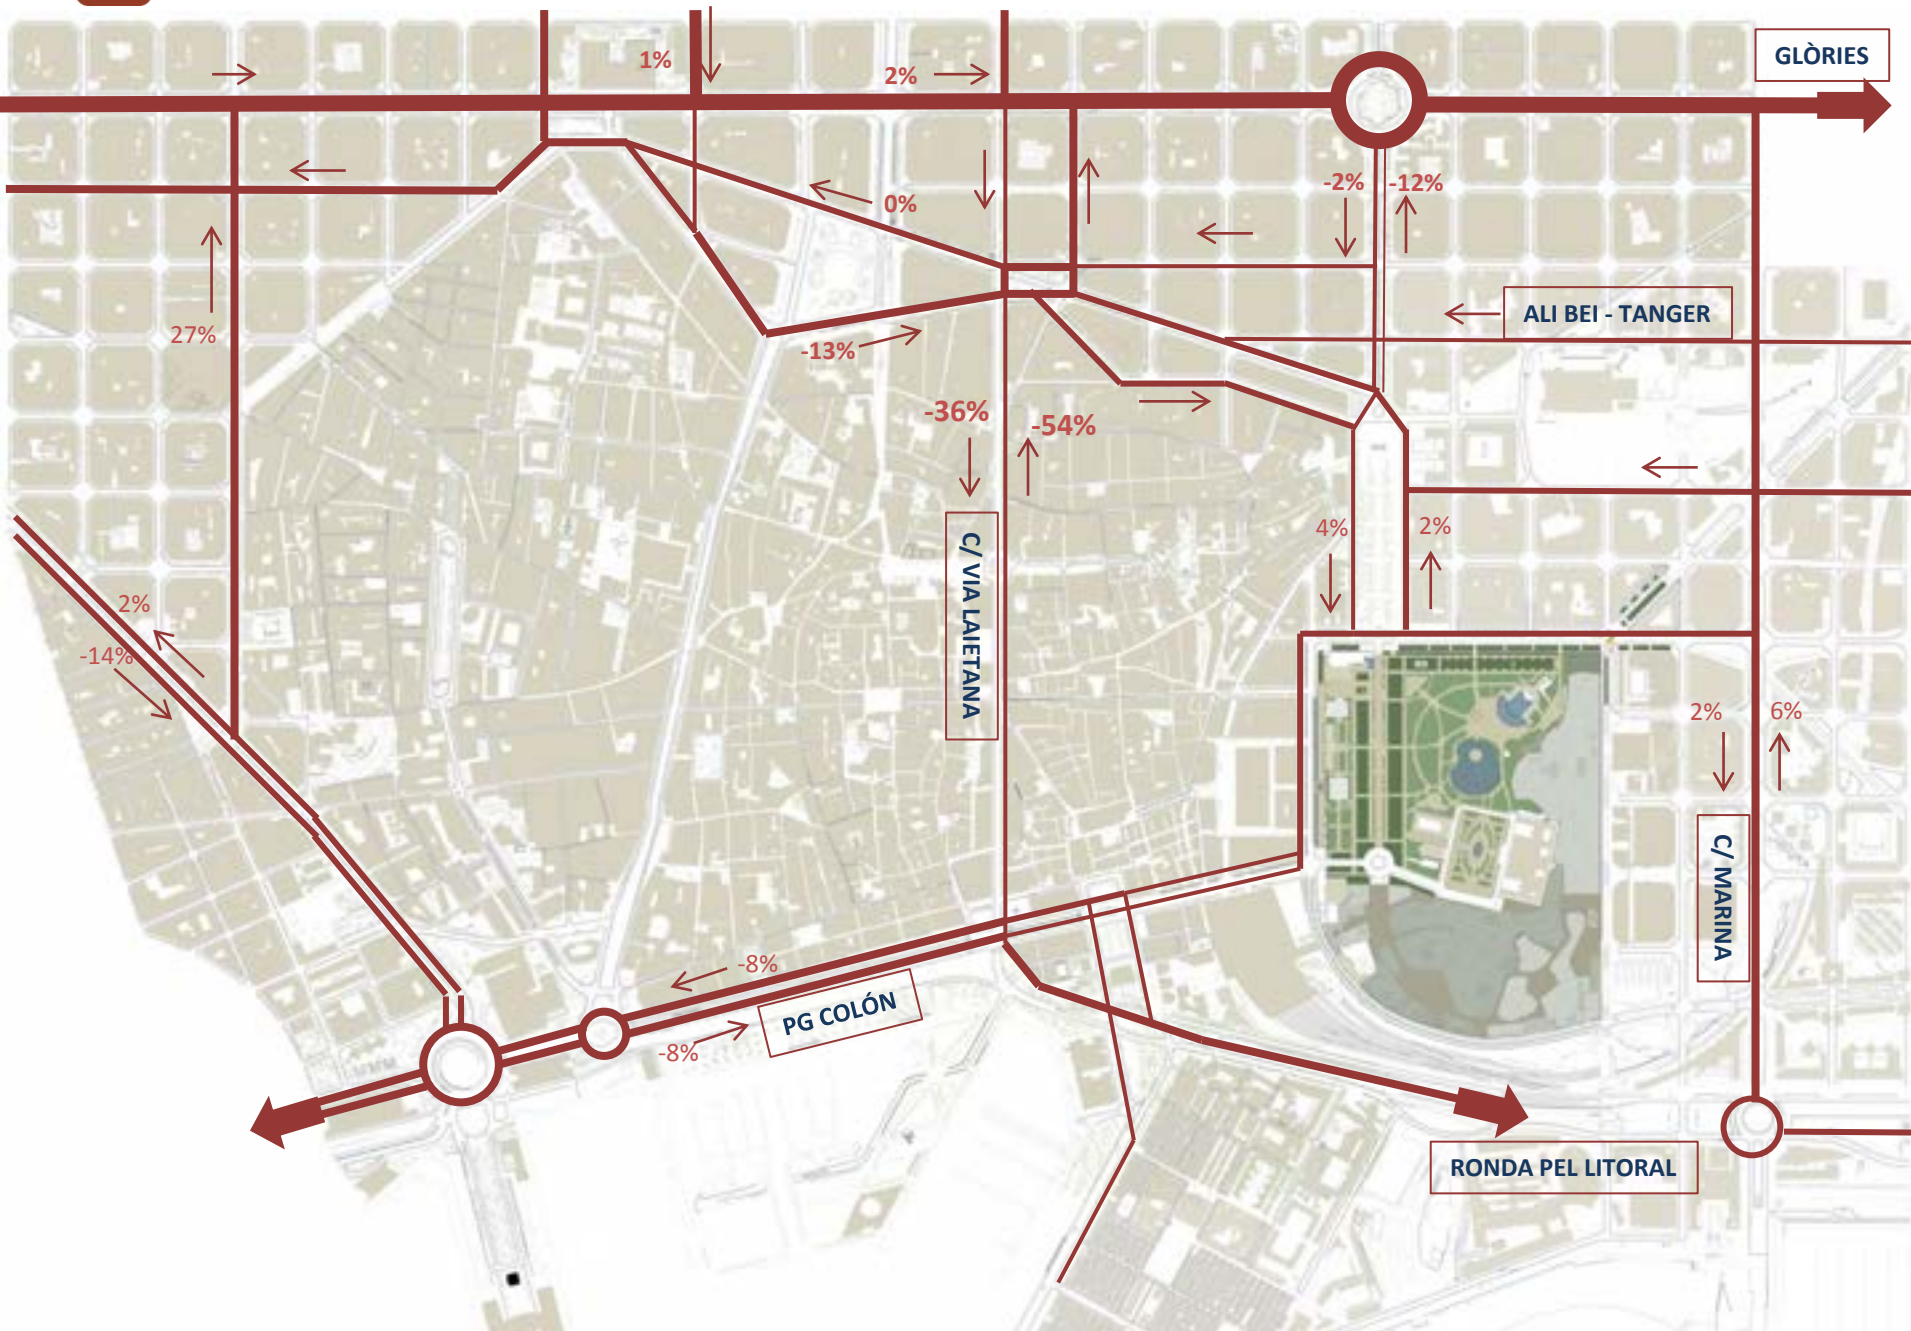 GLÒRIES
1%
2%
-2%
-12%
0%
27%
ALI BEI - TANGER
-13%
-36%
-54%
4%
2%
C/ VIA LAIETANA
2%
-14%
2%
6%
C/ MARINA
-8%
PG COLÓN
-8%
RONDA PEL LITORAL